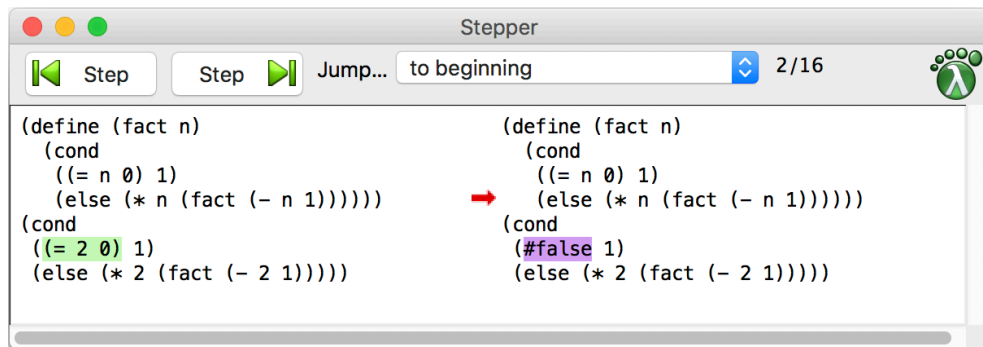 Stepper
Step Step Jump... to beginning 2/16
(define (fact n)
(cond
((= n 0) 1)
(else (* n (fact (- n 1))))))
(cond
((= 2 0) 1)
(else (* 2 (fact (- 2 1)))))
(define (fact n)
(cond
((= n 0) 1)
(else (* n (fact (- n 1))))))
(cond
(#false 1)
(else (* 2 (fact (- 2 1)))))